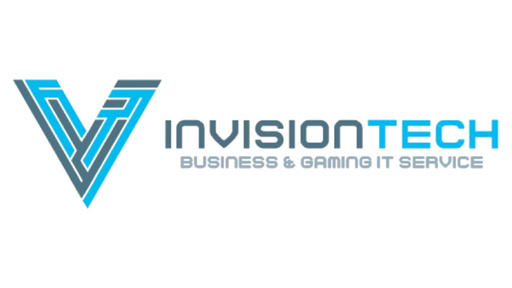 INVISIONTECH
BUSINESS & GAMING IT SERVICE